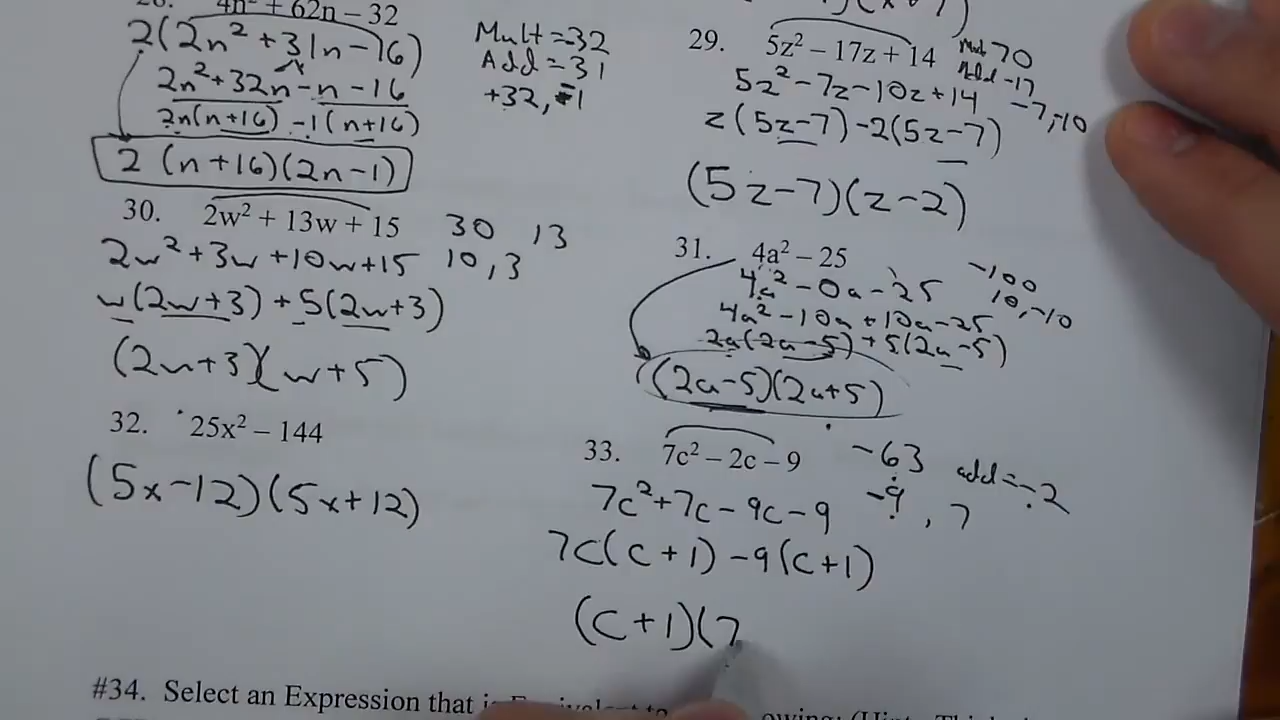 4n² + 62n – 32
2(2n² + 31n – 16)
Mult = -32
Add = 31
+32, -1
2n² + 32n – n – 16
2n(n+16) -1(n+16)
2 (n+16)(2n–1)
29. 5z² – 17z + 14
70
Add -17
-7, -10
5z² – 7z – 10z + 14
z(5z–7) – 2(5z–7)
(5z–7)(z–2)
30. 2w² + 13w + 15
30 13
10, 3
2w² + 3w + 10w + 15
w(2w+3) + 5(2w+3)
(2w+3)(w+5)
31. 4a² – 25
-100
10, -10
4a² – 0a – 25
4a² – 10a + 10a – 25
2a(2a–5) + 5(2a–5)
(2a–5)(2a+5)
32. 25x² – 144
(5x–12)(5x+12)
33. 7c² – 2c – 9
-63 add = -2
-9, 7
7c² + 7c – 9c – 9
7c(c+1) – 9(c+1)
(c+1)(7
#34. Select an Expression that is